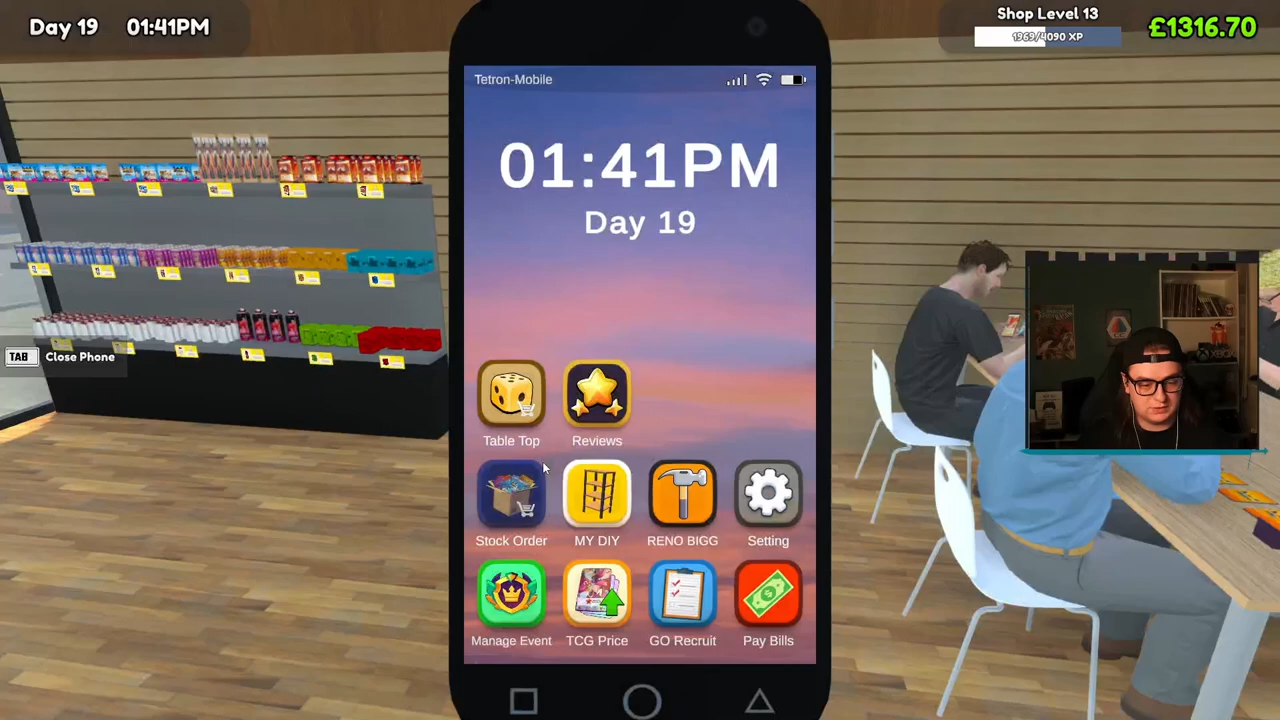 Day 19 01:41PM
Shop Level 13
1969/4090 XP
£1316.70
Tetron-Mobile
01:41PM
Day 19
TAB Close Phone
Table Top
Reviews
Stock Order
MY DIY
RENO BIGG
Setting
Manage Event
TCG Price
GO Recruit
Pay Bills